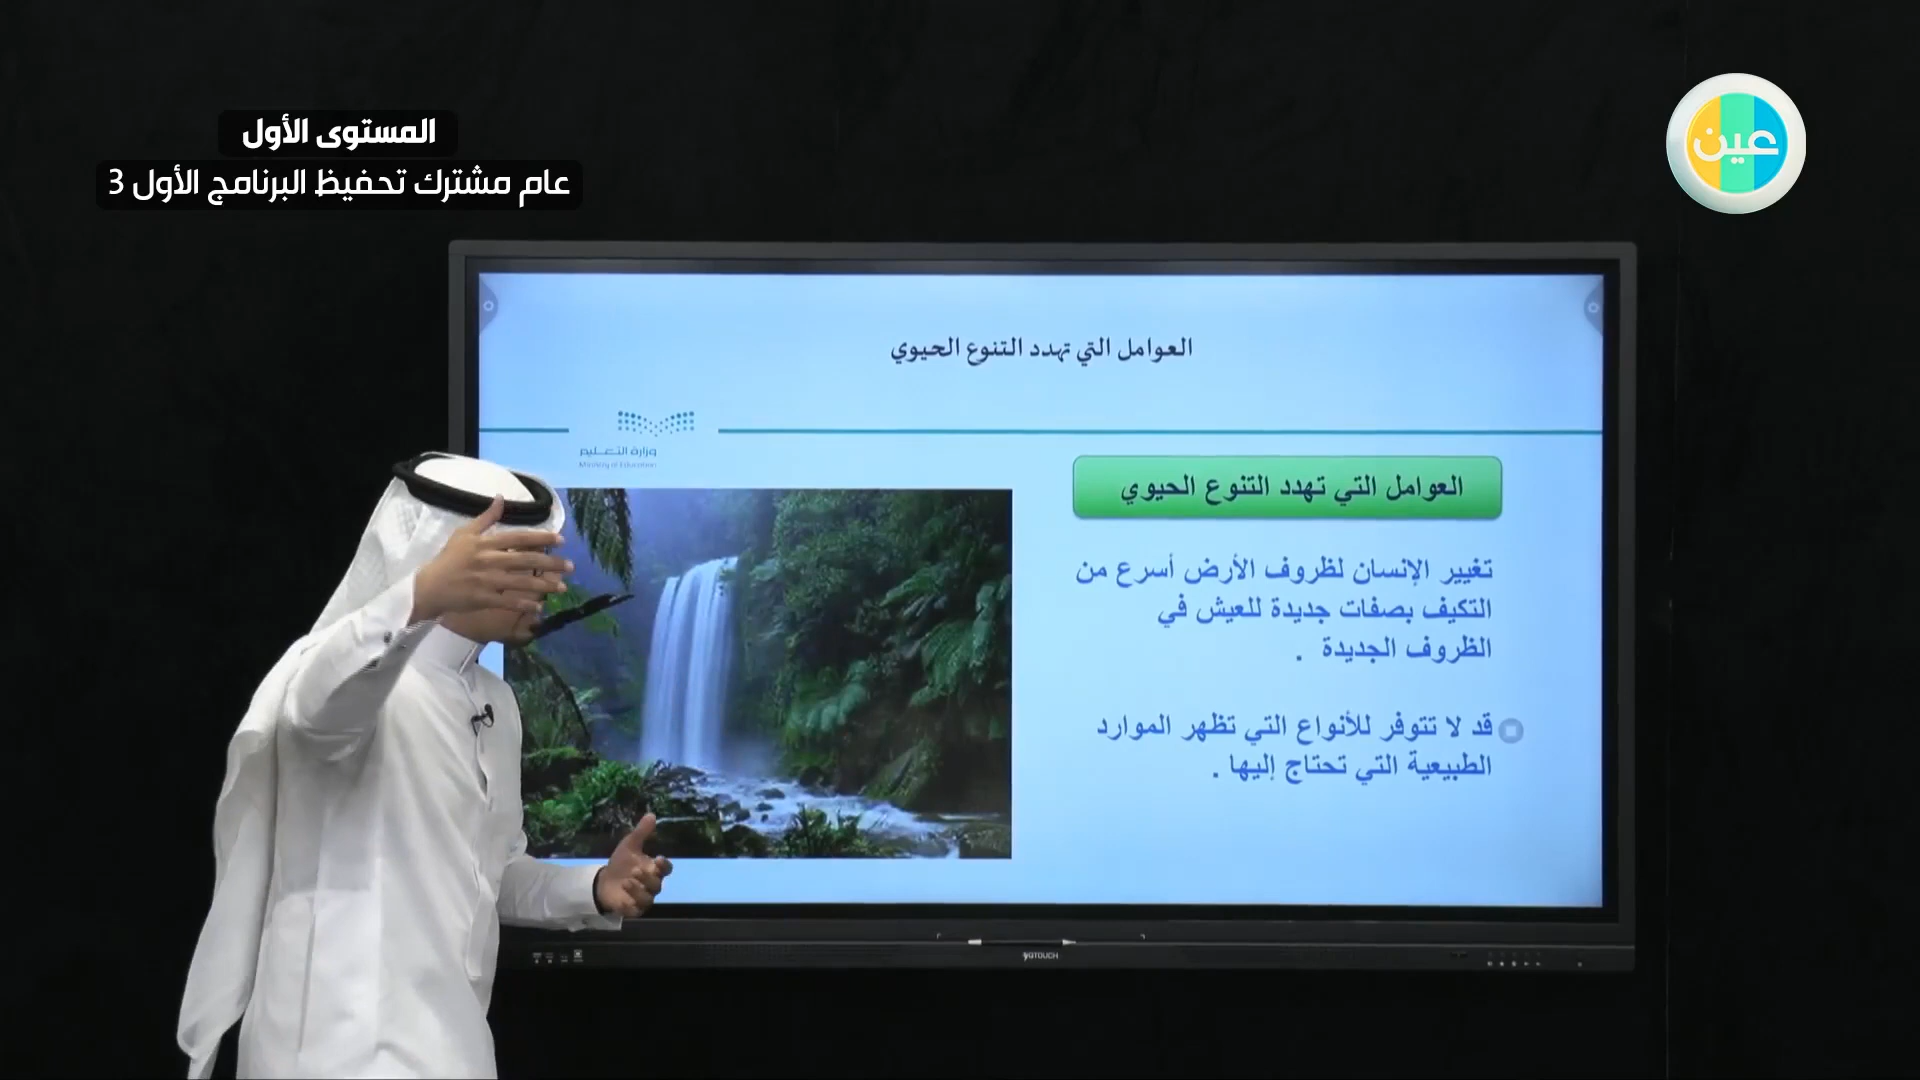 المستوى الأول
عام مشترك تحفيظ البرنامج الأول 3
عين
العوامل التي تهدد التنوع الحيوي
وزارة التعليم
Ministry of Education
العوامل التي تهدد التنوع الحيوي
تغيير الإنسان لظروف الأرض أسرع من
التكيف بصفات جديدة للعيش في
الظروف الجديدة .
قد لا تتوفر للأنواع التي تظهر الموارد
الطبيعية التي تحتاج إليها .
YQTOUCH